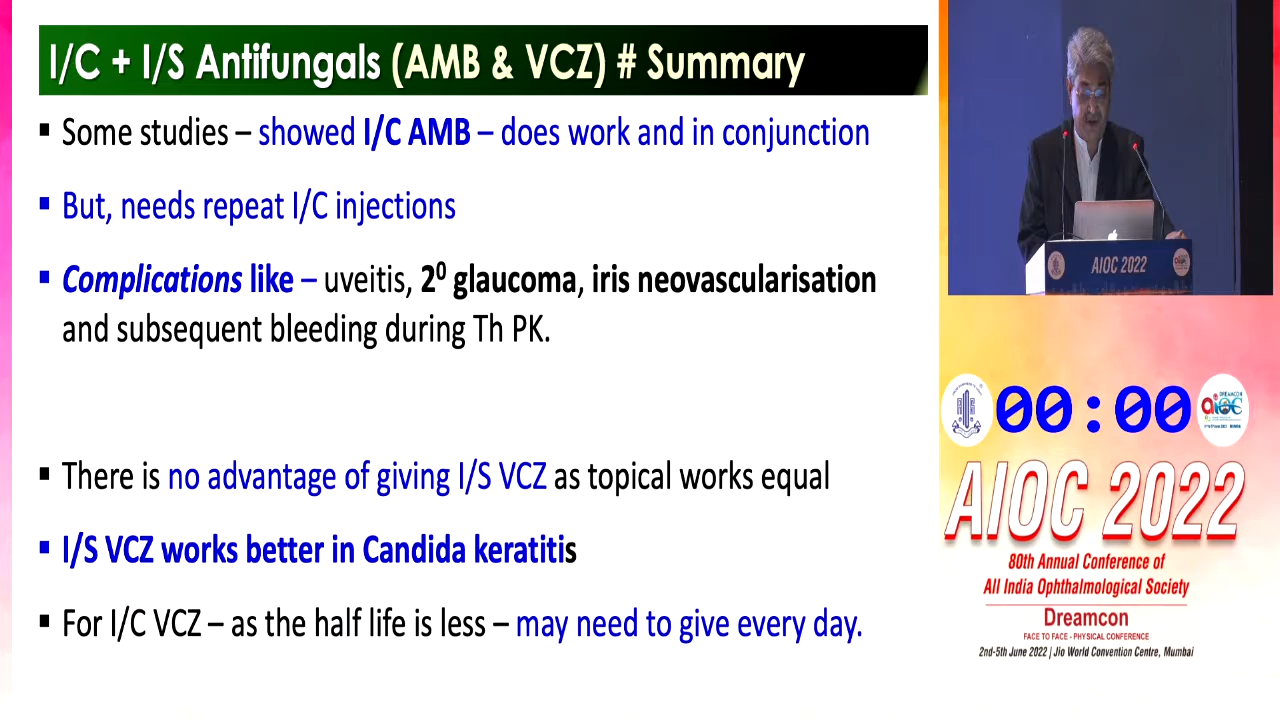 I/C + I/S Antifungals (AMB & VCZ) # Summary
▪ Some studies – showed I/C AMB – does work and in conjunction
▪ But, needs repeat I/C injections
▪ Complications like – uveitis, 2⁰ glaucoma, iris neovascularisation
and subsequent bleeding during Th PK.
▪ There is no advantage of giving I/S VCZ as topical works equal
▪ I/S VCZ works better in Candida keratitis
▪ For I/C VCZ – as the half life is less – may need to give every day.
AIOC 2022
00:00
AIOC 2022
80th Annual Conference of
All India Ophthalmological Society
Dreamcon
FACE TO FACE - PHYSICAL CONFERENCE
2nd-5th June 2022 | Jio World Convention Centre, Mumbai